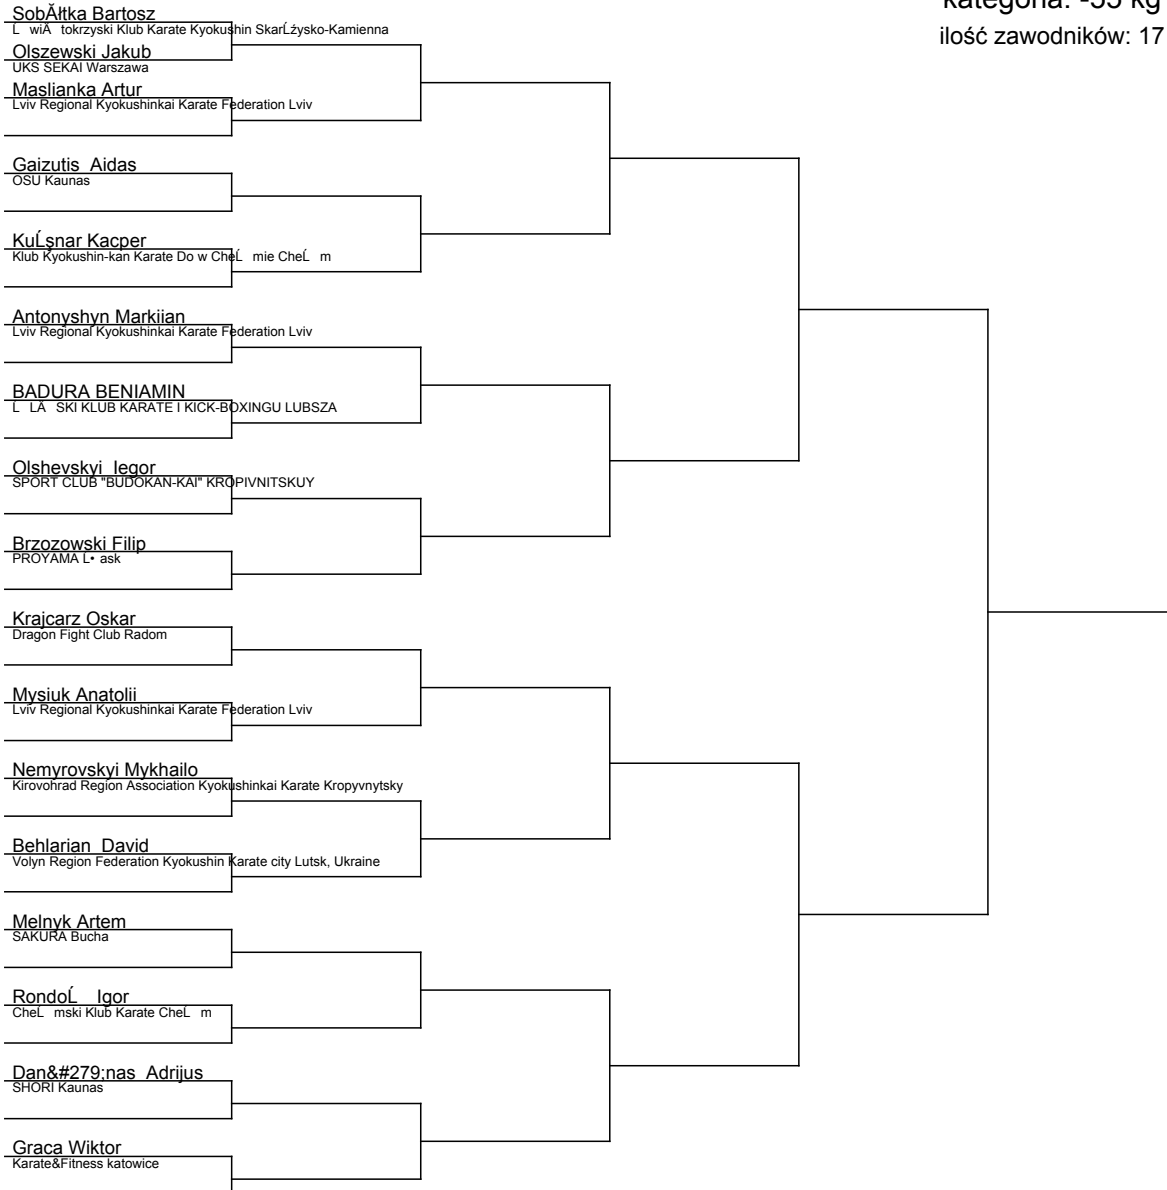 kategoria: -55 kg
ilość zawodników: 17
SobÄłtka Bartosz
Ĺ wiÄ tokrzyski Klub Karate Kyokushin SkarĹźysko-Kamienna
Olszewski Jakub
UKS SEKAI Warszawa
Maslianka Artur
Lviv Regional Kyokushinkai Karate Federation Lviv
Gaizutis Aidas
OSU Kaunas
KuĹşnar Kacper
Klub Kyokushin-kan Karate Do w CheĹ mie CheĹ m
Antonyshyn Markiian
Lviv Regional Kyokushinkai Karate Federation Lviv
BADURA BENIAMIN
Ĺ LÄ SKI KLUB KARATE I KICK-BOXINGU LUBSZA
Olshevskyi Iegor
SPORT CLUB "BUDOKAN-KAI" KROPIVNITSKUY
Brzozowski Filip
PROYAMA L• ask
Krajcarz Oskar
Dragon Fight Club Radom
Mysiuk Anatolii
Lviv Regional Kyokushinkai Karate Federation Lviv
Nemyrovskyi Mykhailo
Kirovohrad Region Association Kyokushinkai Karate Kropyvnytsky
Behlarian David
Volyn Region Federation Kyokushin Karate city Lutsk, Ukraine
Melnyk Artem
SAKURA Bucha
RondoĹ Igor
CheĹ mski Klub Karate CheĹ m
Dan&#279;nas Adrijus
SHORI Kaunas
Graca Wiktor
Karate&Fitness katowice